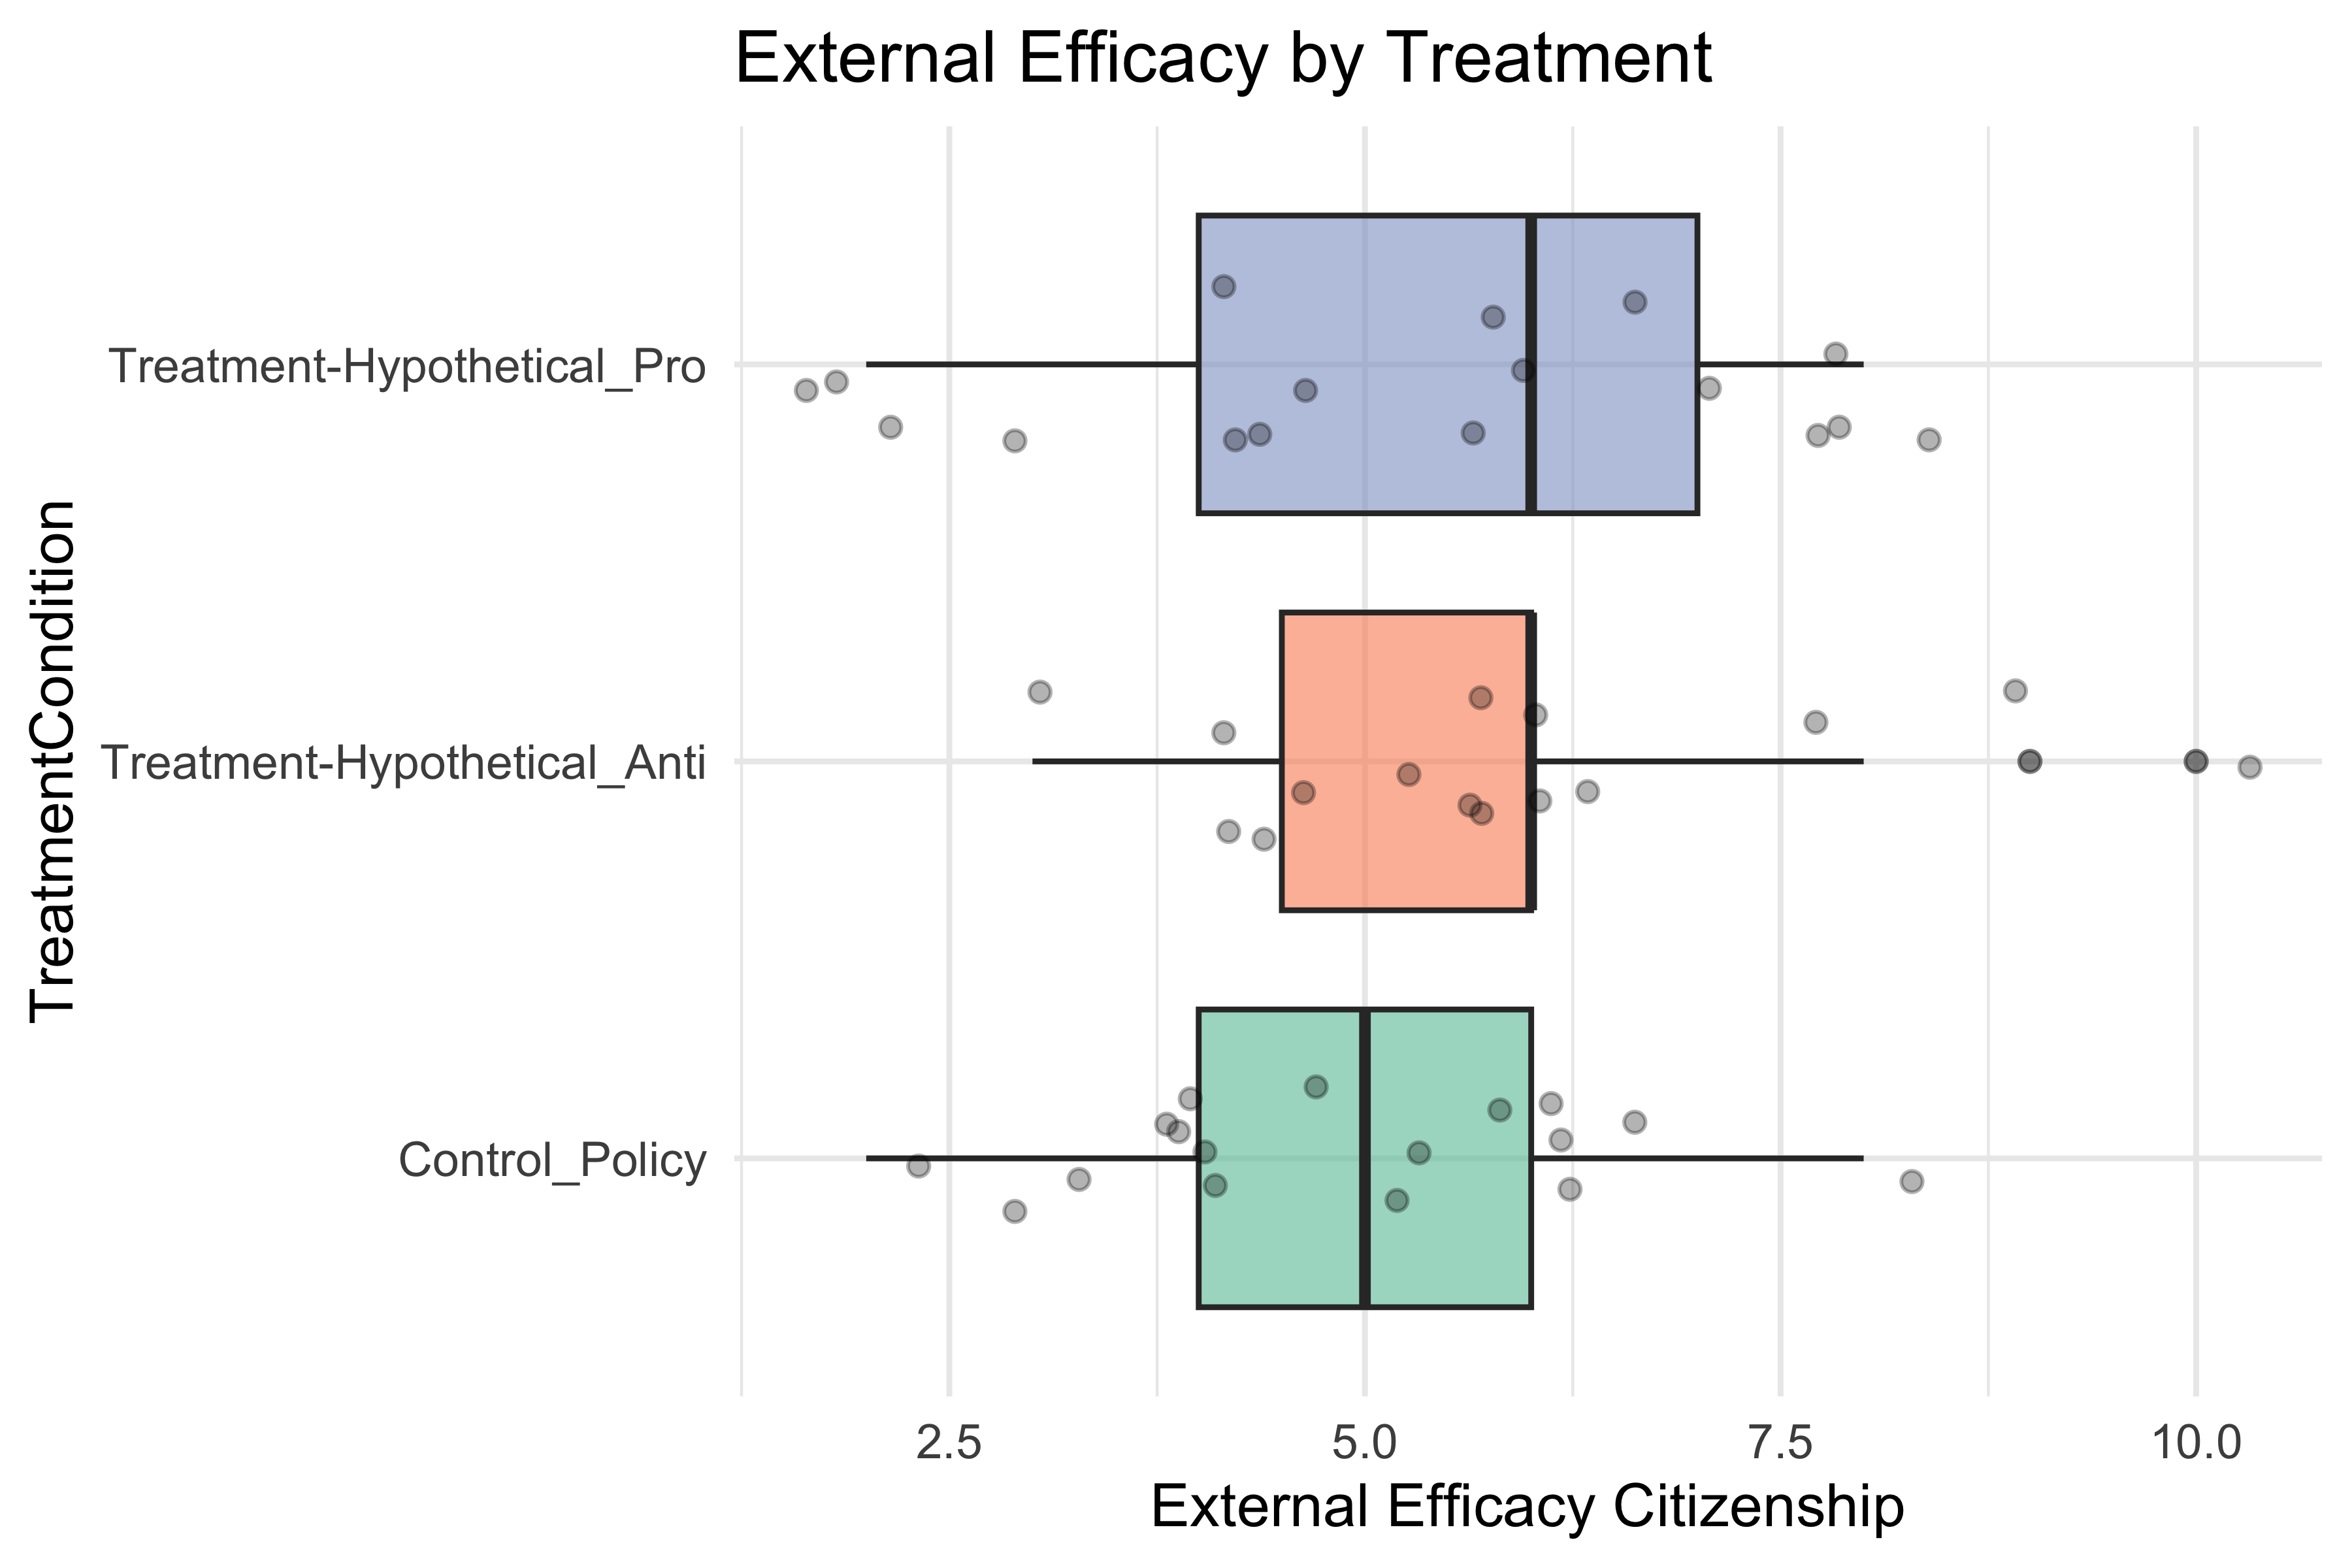 External Efficacy by Treatment
TreatmentCondition
Treatment-Hypothetical_Pro
Treatment-Hypothetical_Anti
Control_Policy
2.5
5.0
7.5
10.0
External Efficacy Citizenship